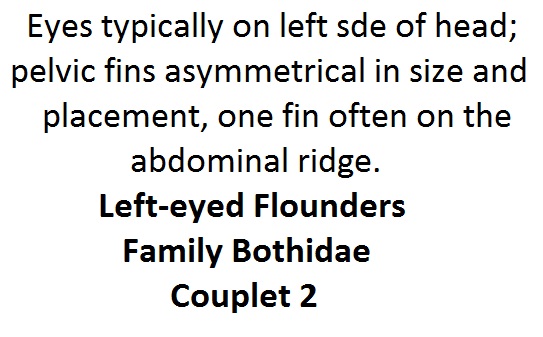 Eyes typically on left sde of head;
pelvic fins asymmetrical in size and
placement, one fin often on the
abdominal ridge.
Left-eyed Flounders
Family Bothidae
Couplet 2